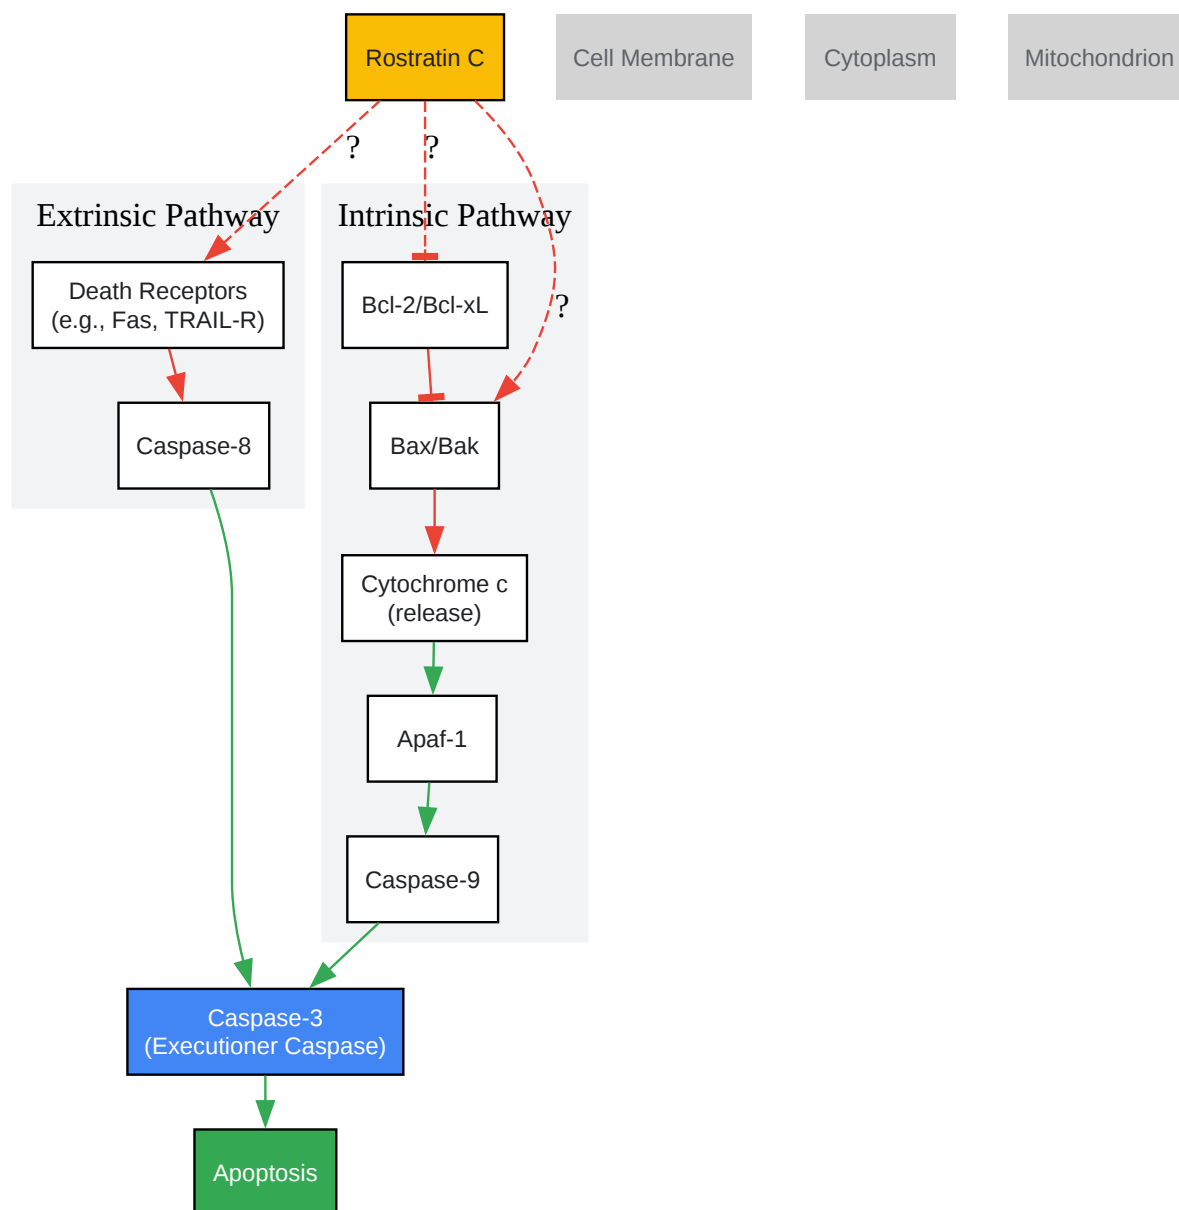 Rostratin C
Cell Membrane
Cytoplasm
Mitochondrion
?
?
Extrinsic Pathway
Intrinsic Pathway
Death Receptors
(e.g., Fas, TRAIL-R)
Bcl-2/Bcl-xL
?
Caspase-8
Bax/Bak
Cytochrome c
(release)
Apaf-1
Caspase-9
Caspase-3
(Executioner Caspase)
Apoptosis